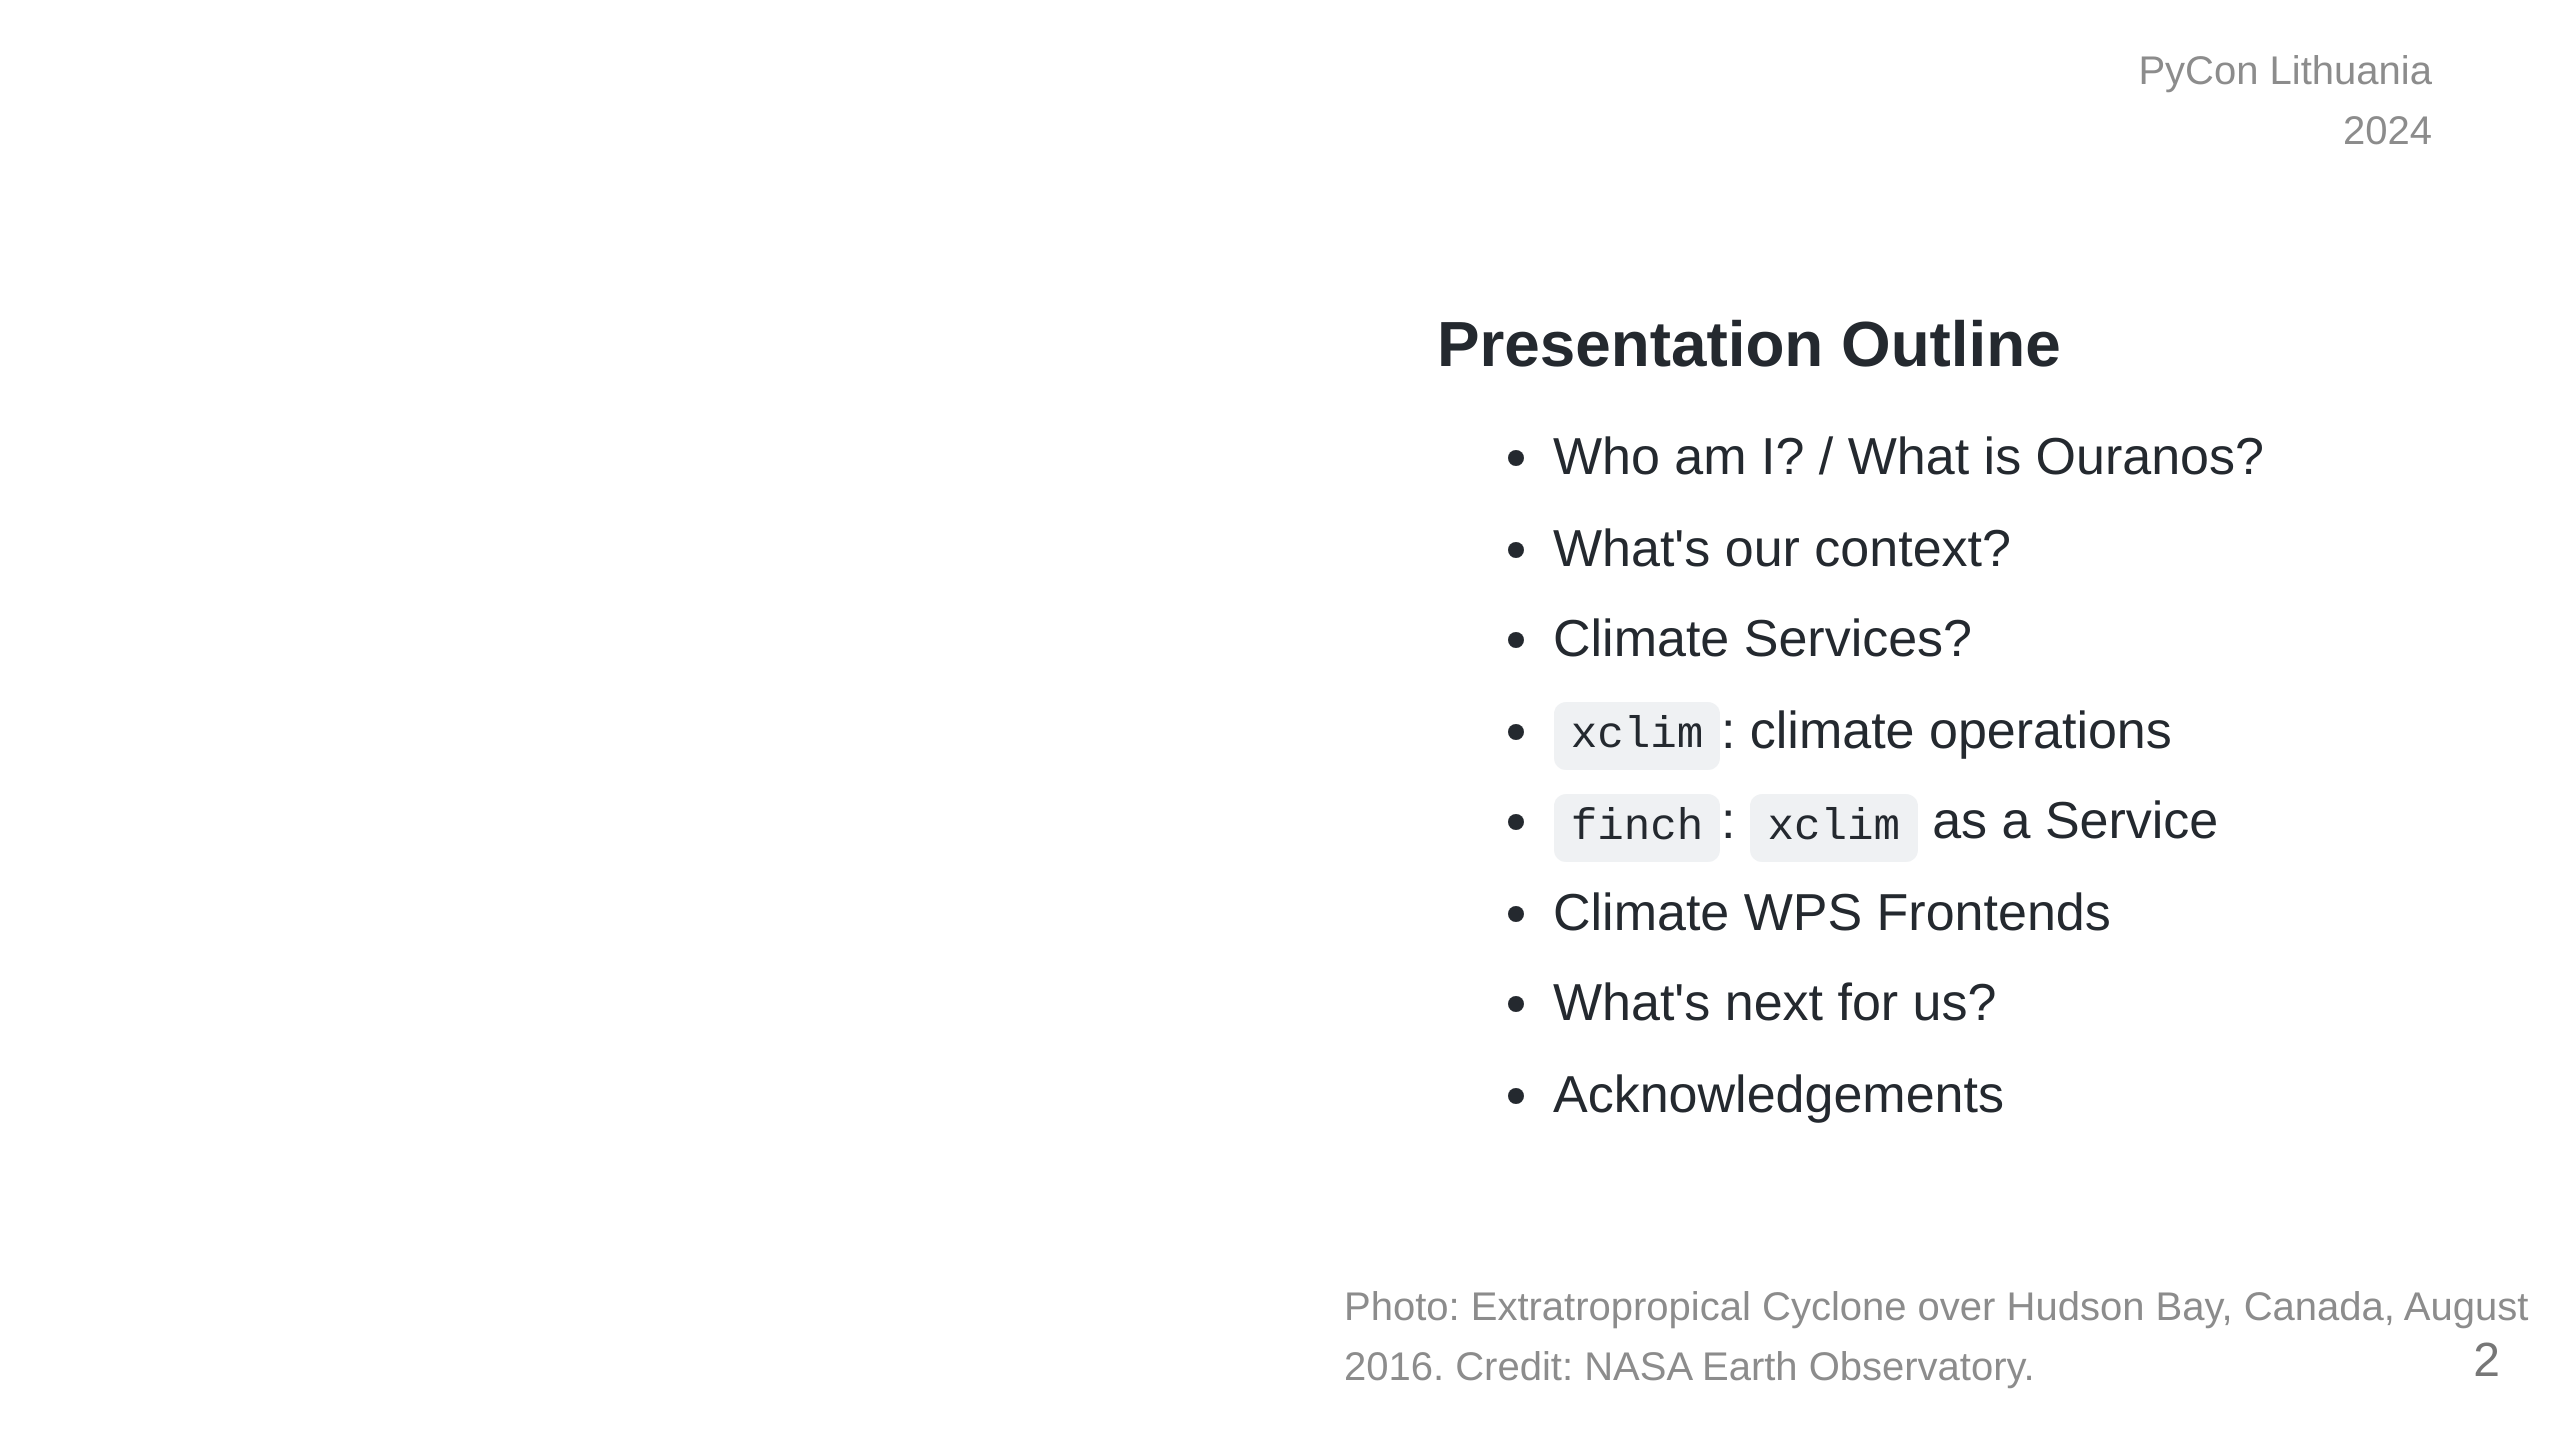 PyCon Lithuania
2024
Presentation Outline
• Who am I? / What is Ouranos?
• What's our context?
• Climate Services?
• xclim: climate operations
• finch: xclim as a Service
• Climate WPS Frontends
• What's next for us?
• Acknowledgements
Photo: Extratropropical Cyclone over Hudson Bay, Canada, August
2016. Credit: NASA Earth Observatory.
2